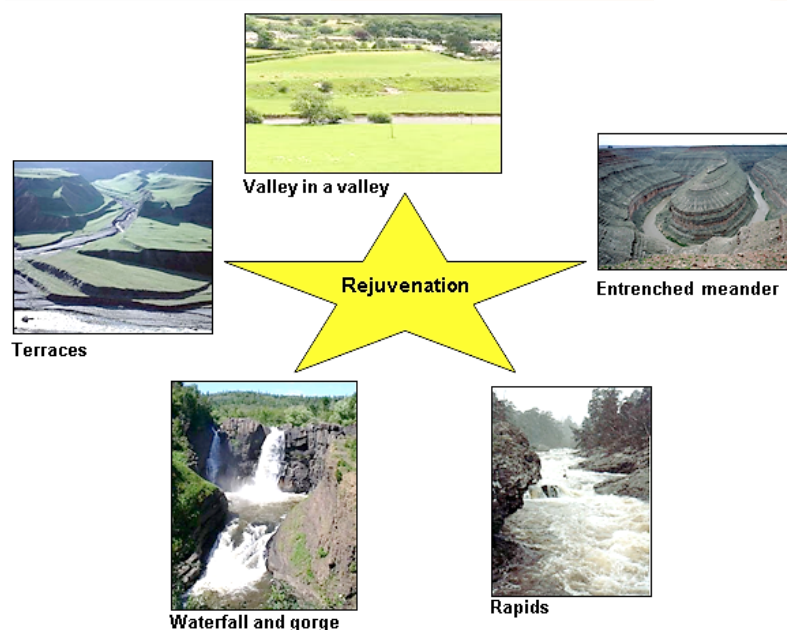 Valley in a valley
Entrenched meander
Rejuvenation
Terraces
Waterfall and gorge
Rapids